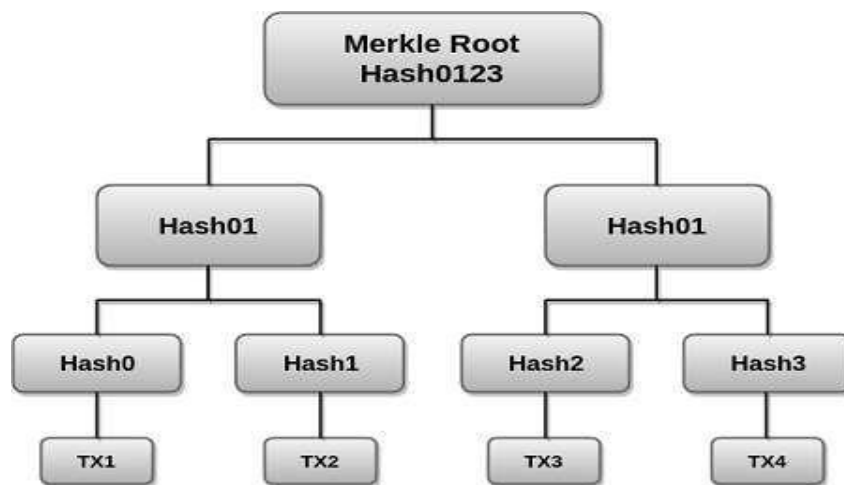 Merkle Root
Hash0123
Hash01
Hash01
Hash0
Hash1
Hash2
Hash3
TX1
TX2
TX3
TX4